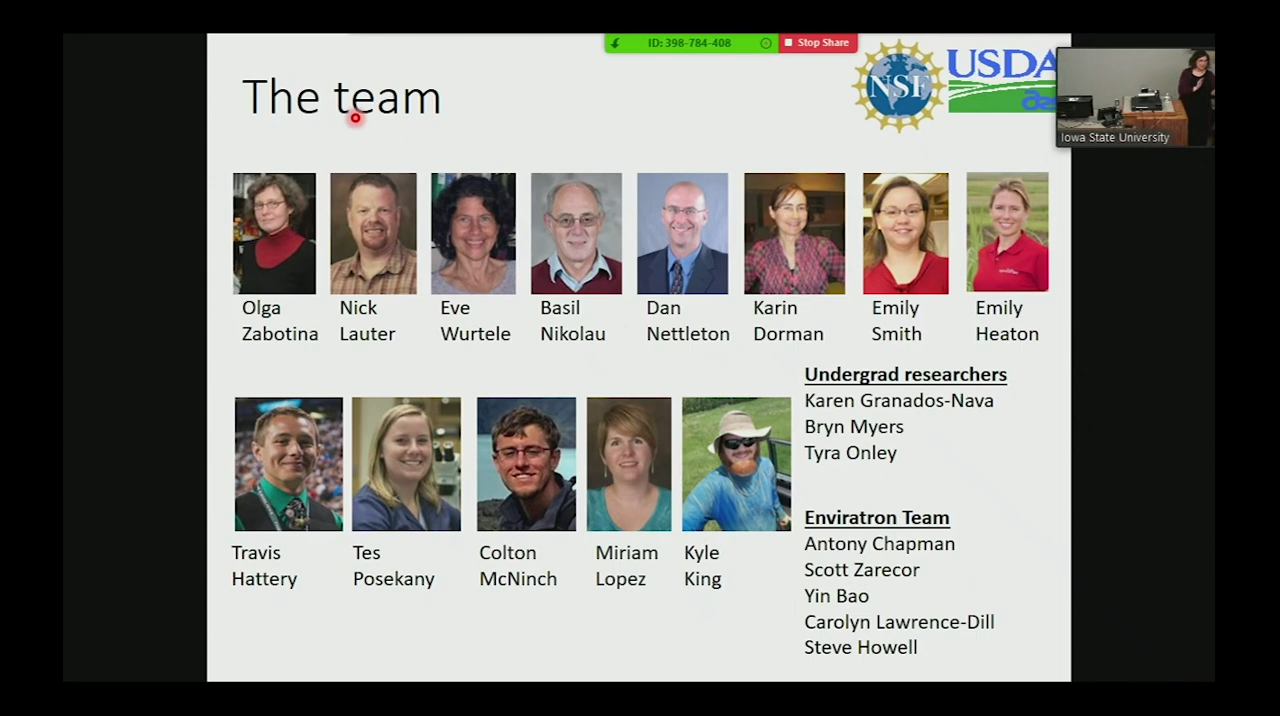 ID: 398-784-408
Stop Share
The team
NSF
USDA
Iowa State University
Olga
Zabotina
Nick
Lauter
Eve
Wurtele
Basil
Nikolau
Dan
Nettleton
Karin
Dorman
Emily
Smith
Emily
Heaton
Undergrad researchers
Karen Granados-Nava
Bryn Myers
Tyra Onley
Travis
Hattery
Tes
Posekany
Colton
McNinch
Miriam
Lopez
Kyle
King
Enviratron Team
Antony Chapman
Scott Zarecor
Yin Bao
Carolyn Lawrence-Dill
Steve Howell